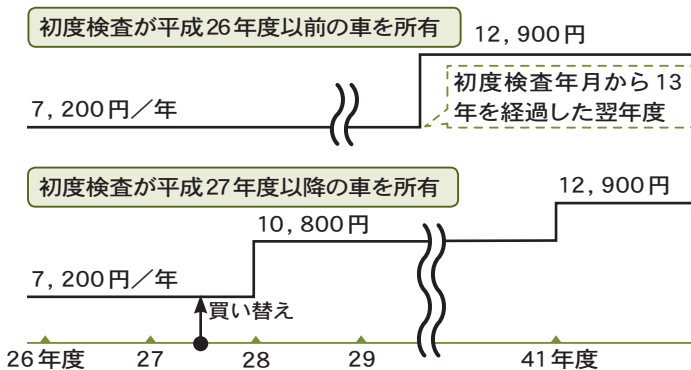 初度検査が平成26年度以前の車を所有
12,900円
7,200円／年
初度検査年月から13
年を経過した翌年度
初度検査が平成27年度以降の車を所有
12,900円
10,800円
7,200円／年
買い替え
26年度 27 28 29 41年度